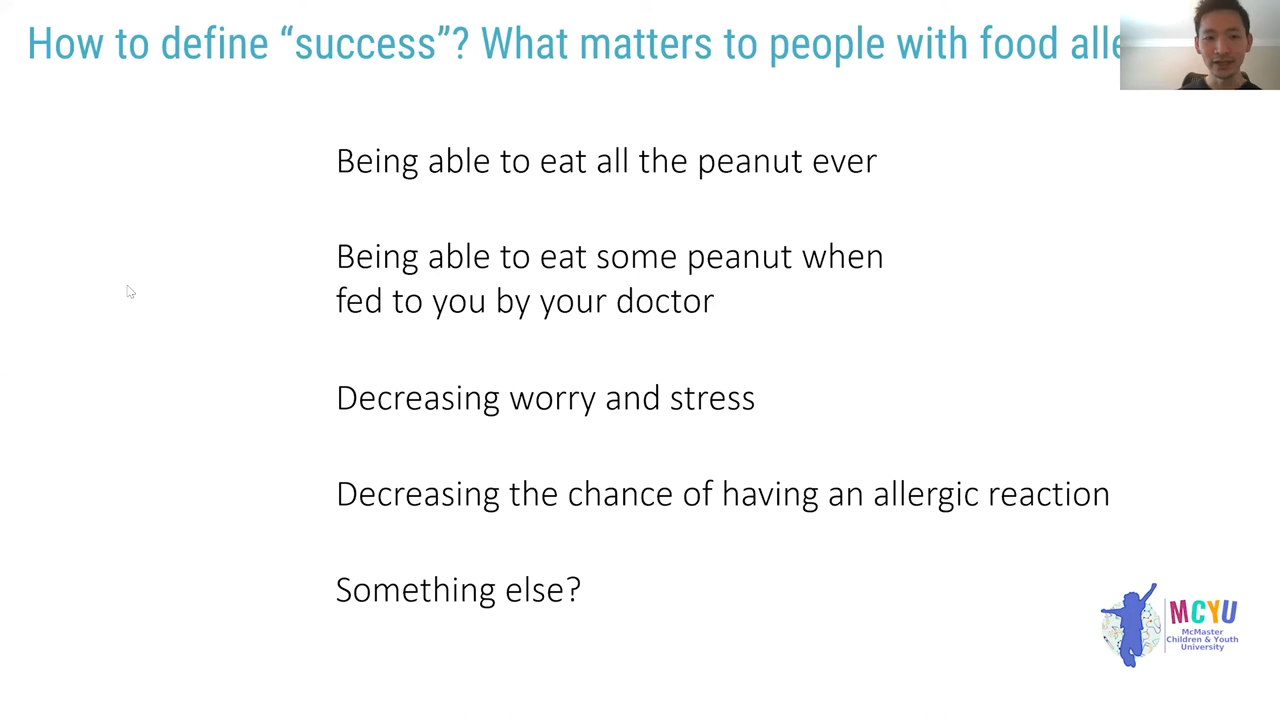 How to define “success”? What matters to people with food
Being able to eat all the peanut ever
Being able to eat some peanut when
fed to you by your doctor
Decreasing worry and stress
Decreasing the chance of having an allergic reaction
Something else?
MCYU
McMaster
Children & Youth
University